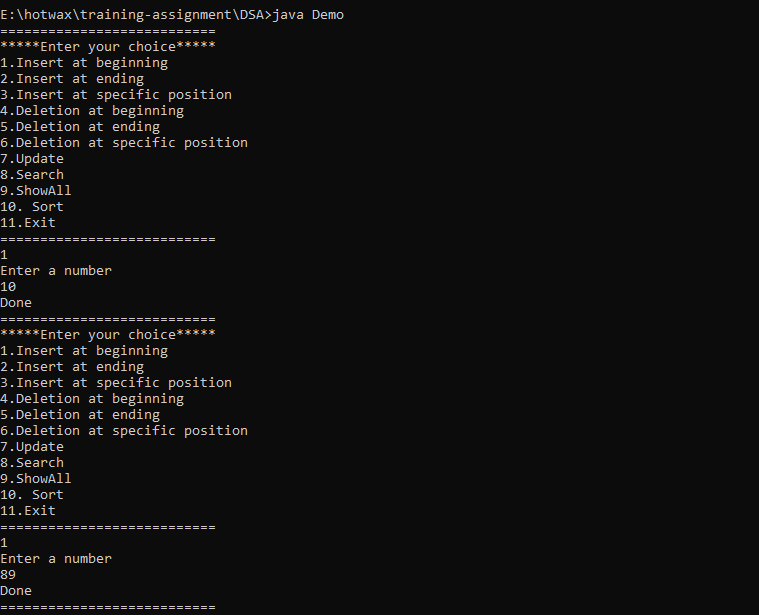 E:\hotwax\training-assignment\DSA>java Demo
===========================
*****Enter your choice*****
1.Insert at beginning
2.Insert at ending
3.Insert at specific position
4.Deletion at beginning
5.Deletion at ending
6.Deletion at specific position
7.Update
8.Search
9.ShowAll
10. Sort
11.Exit
===========================
1
Enter a number
10
Done
===========================
*****Enter your choice*****
1.Insert at beginning
2.Insert at ending
3.Insert at specific position
4.Deletion at beginning
5.Deletion at ending
6.Deletion at specific position
7.Update
8.Search
9.ShowAll
10. Sort
11.Exit
===========================
1
Enter a number
89
Done
===========================